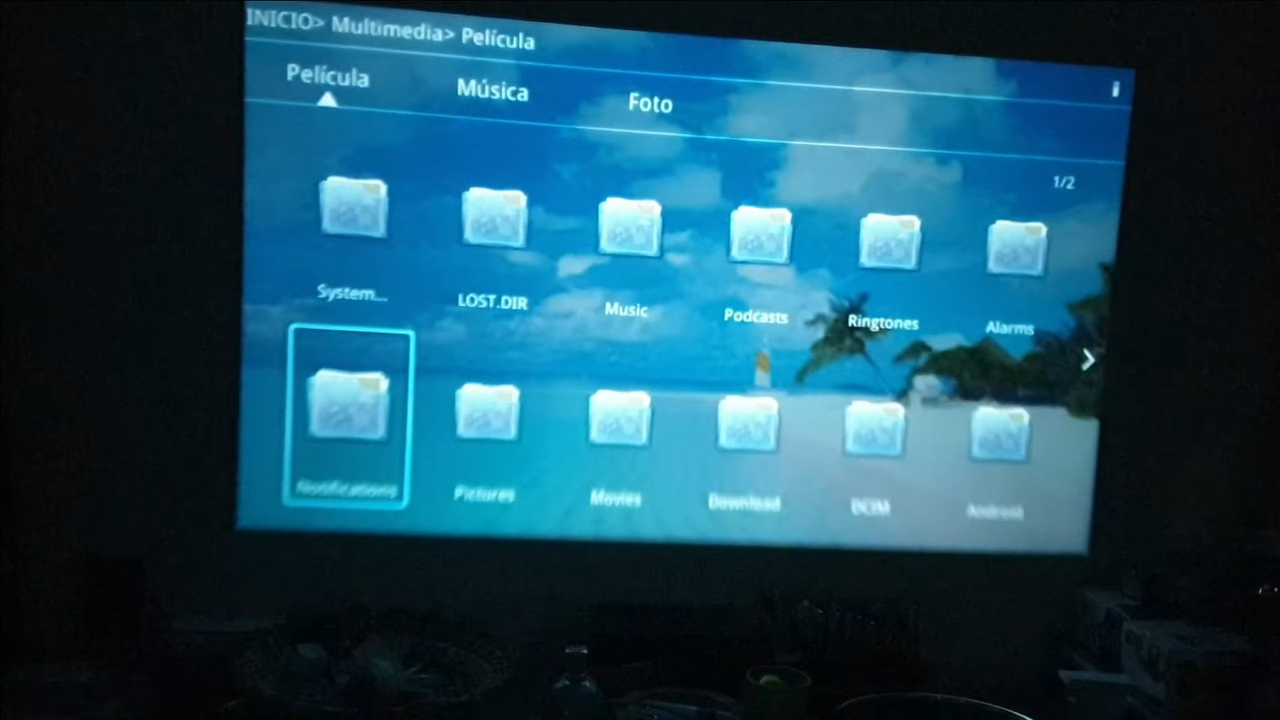 INICIO> Multimedia> Película
Película Música Foto
1/2
System... LOST.DIR Music Podcasts Ringtones Alarms
Notifications Pictures Movies Download DCIM Android